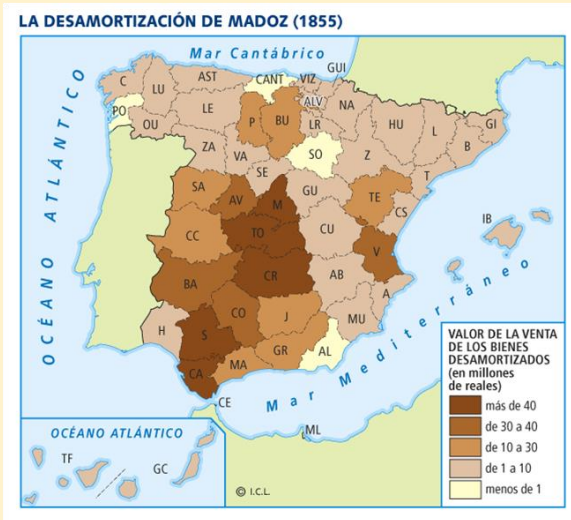 LA DESAMORTIZACIÓN DE MADOZ (1855)
Mar Cantábrico
GUI
C
LU
AST
CANT
VIZ
ALV
NA
PO
OU
LE
P
BU
LR
HU
L
GI
B
ZA
VA
SO
Z
T
SE
SA
AV
M
GU
TE
CS
CC
TO
CU
V
IB
BA
CR
AB
A
H
S
CO
J
MU
CA
MA
GR
AL
CE
ML
OCÉANO ATLÁNTICO
Mar Mediterráneo
OCÉANO ATLÁNTICO
TF
GC
© I.C.L.
VALOR DE LA VENTA
DE LOS BIENES
DESAMORTIZADOS
(en millones
de reales)
más de 40
de 30 a 40
de 10 a 30
de 1 a 10
menos de 1